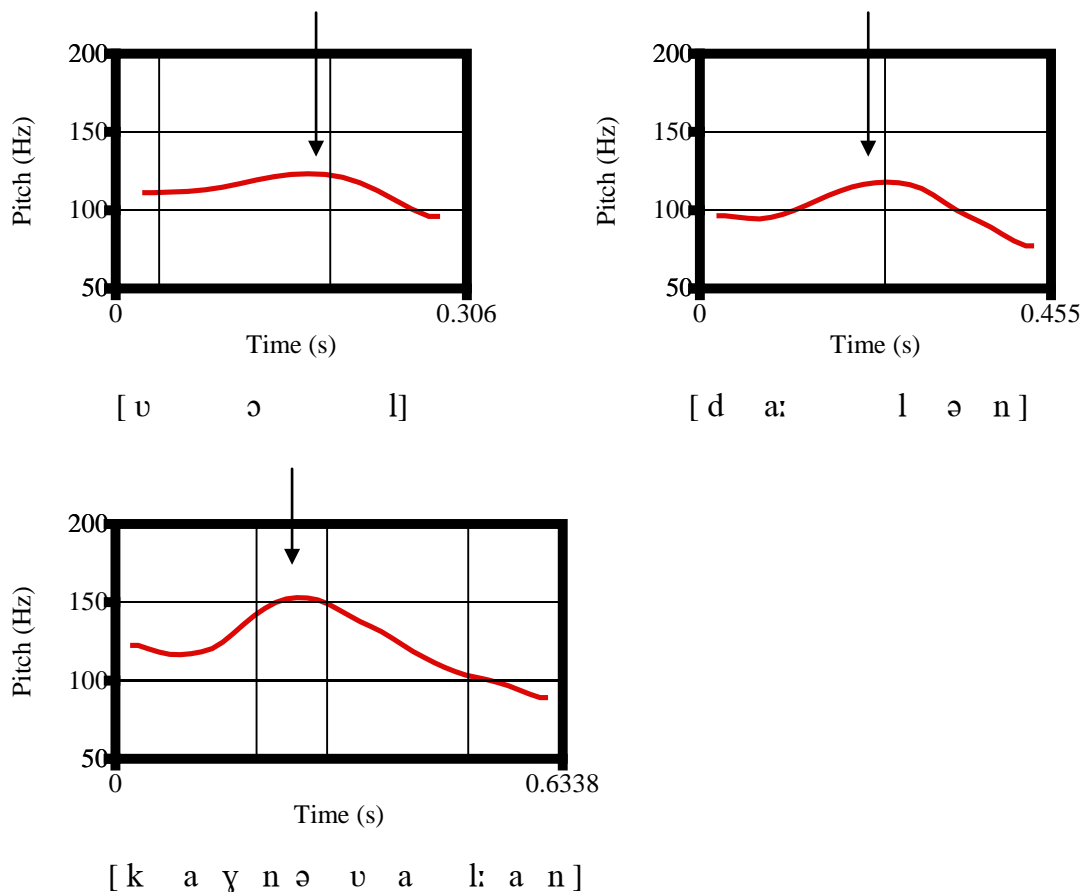 200
150
100
50
Pitch (Hz)
0 0.306
Time (s)
[ ʋ ɔ l]
200
150
100
50
Pitch (Hz)
0 0.455
Time (s)
[ d aː l ə n ]
200
150
100
50
Pitch (Hz)
0 0.6338
Time (s)
[ k a ɣ n ə ʋ a lː a n ]